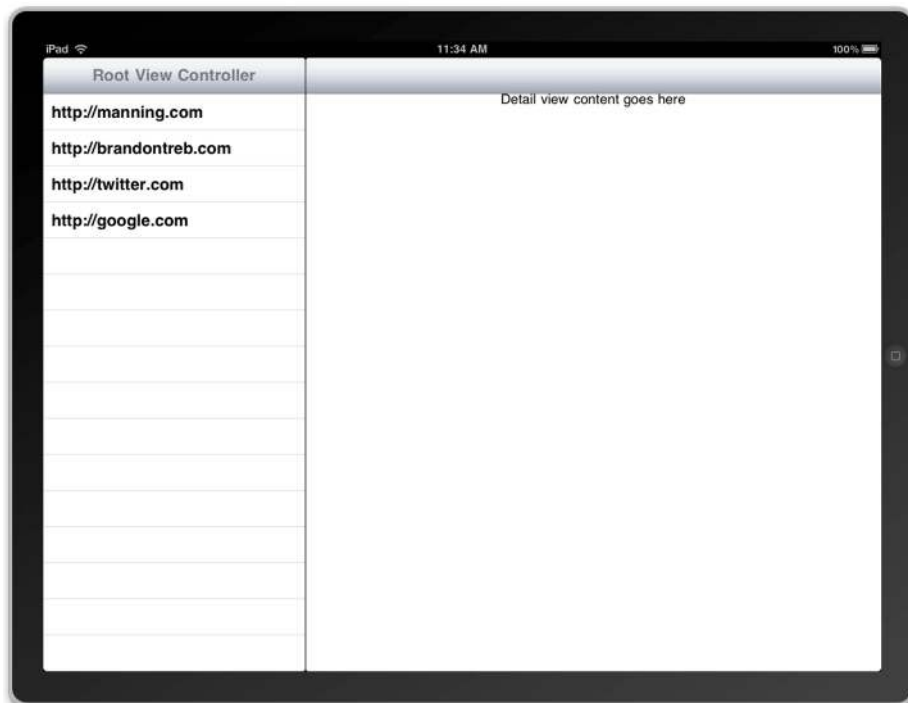 iPad
11:34 AM
100%
Root View Controller
http://manning.com
http://brandontreb.com
http://twitter.com
http://google.com
Detail view content goes here